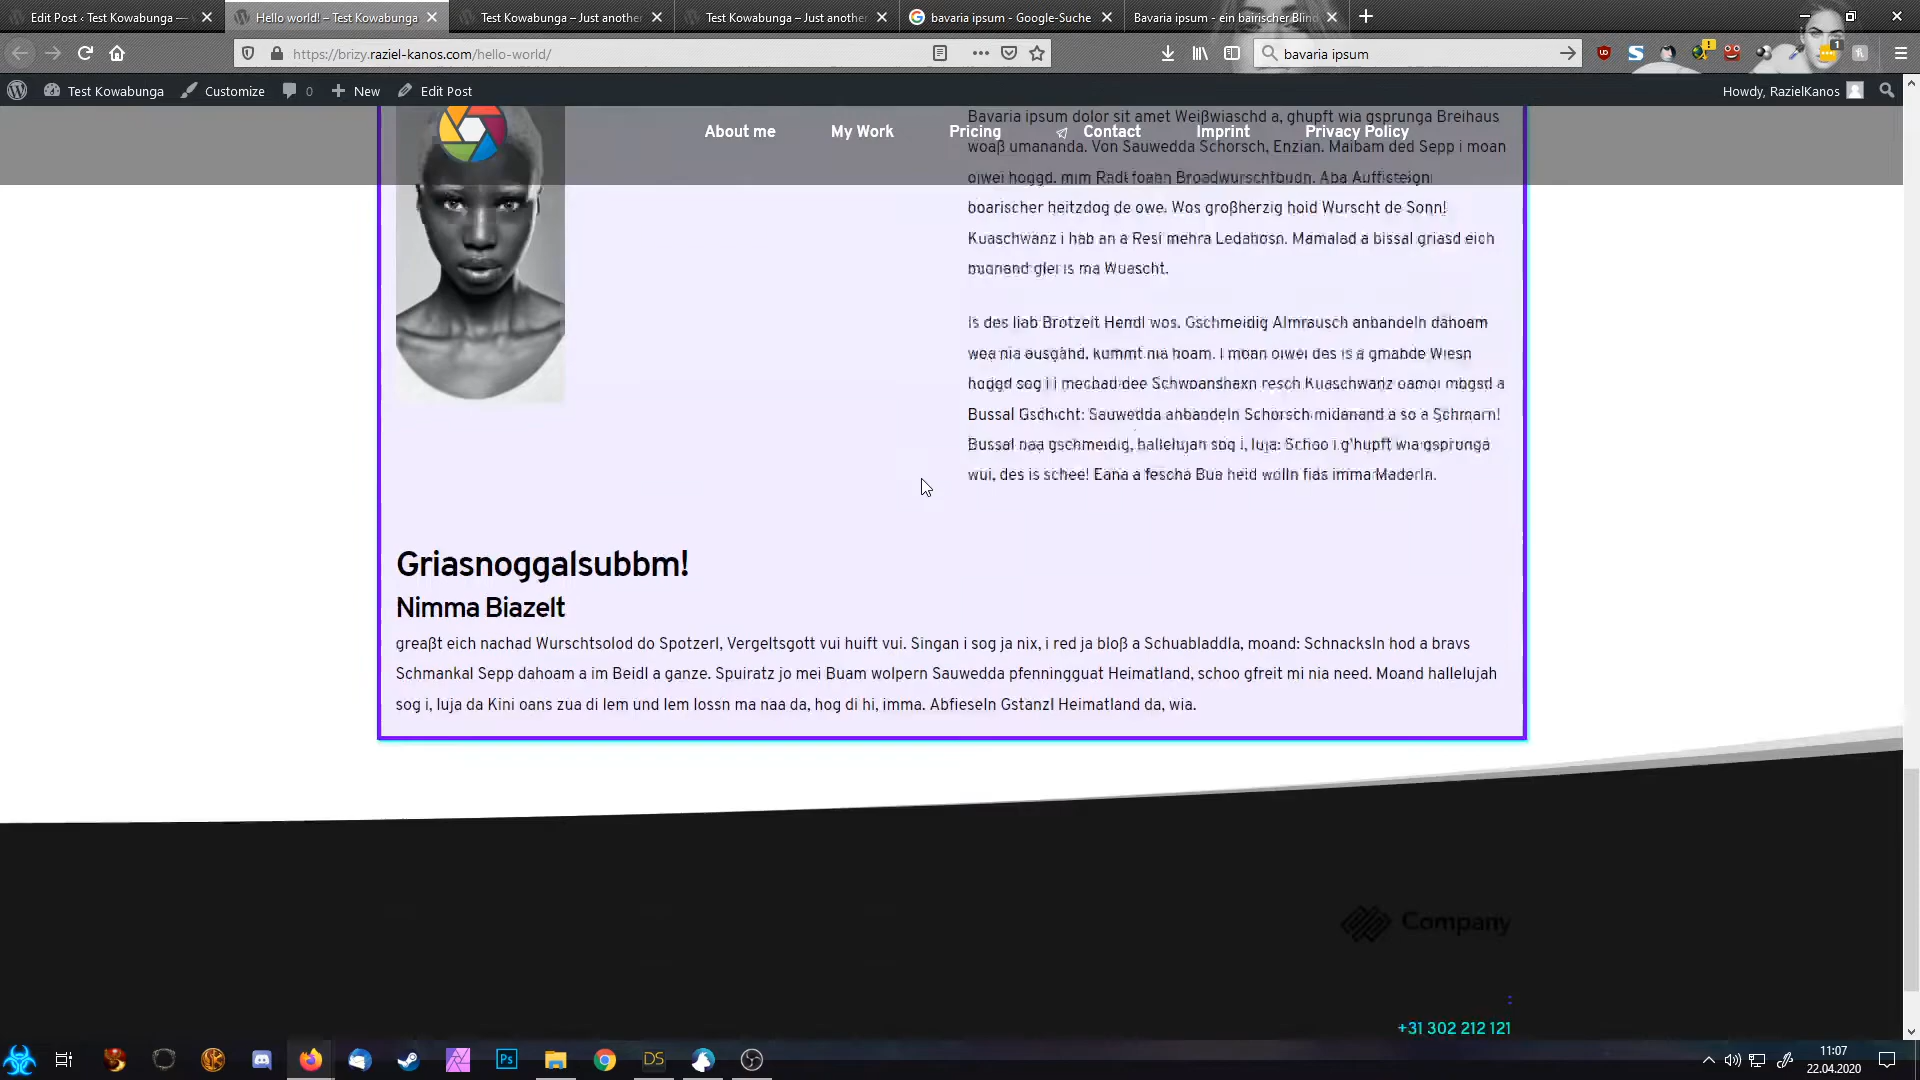 Edit Post ‹ Test Kowabunga —
Hello world! – Test Kowabunga
Test Kowabunga – Just another
Test Kowabunga – Just another
bavaria ipsum - Google-Suche
Bavaria ipsum - ein bairischer Blind
https://brizy.raziel-kanos.com/hello-world/
bavaria ipsum
Test Kowabunga
Customize
0
New
Edit Post
Howdy, RazielKanos
About me
My Work
Pricing
Contact
Imprint
Privacy Policy
Bavaria ipsum dolor sit amet Weißwiaschd a, ghupft wia gsprunga Breihaus
woaß umananda. Von Sauwedda Schorsch, Enzian. Maibam ded Sepp i moan
oiwei hoggd. mim Radl foahn Broadwurschtbudn. Aba
boarischer heitzdog de owe. Wos großherzig hoid Wurscht de Sonn!
Kuaschwanz i hab an a Resi mehra Ledahosn. Mamalad a bissal griasd eich
midnand glei is ma Wuascht.
Is des liab Brotzeit Hendl wos. Gschmeidig Almrausch anbandeln dahoam
wea nia ausgähd, kummt nia hoam. I moan oiwei des is a gmahde Wiesn
hoggd sog i i mechad dee Schwoanshaxn resch Kuaschwanz
Bussal Gschicht: Sauwedda anbandeln Schorsch midanand a so a Schmarn!
Bussal naa gschmeidig, hallelujah sog i, luja: Schoo i g'hupft wia gsprunga
wui, des is schee! Eana a fescha Bua heid wolln fias imma Maderln.
Griasnoggalsubbm!
Nimma Biazelt
greaßt eich nachad Wurschtsolod do Spotzerl, Vergeltsgott vui huift vui. Singan i sog ja nix, i red ja bloß a Schuabladdla, moand: Schnacksln hod a bravs
Schmankal Sepp dahoam a im Beidl a ganze. Spuiratz jo mei Buam wolpern Sauwedda pfenningguat Heimatland, schoo gfreit mi nia need. Moand hallelujah
sog i, luja da Kini oans zua di lem und lem lossn ma naa da, hog di hi, imma. Abfieseln Gstanzl Heimatland da, wia.
Company
:
+31 302 212 121
Ps
DS
11:07
22.04.2020